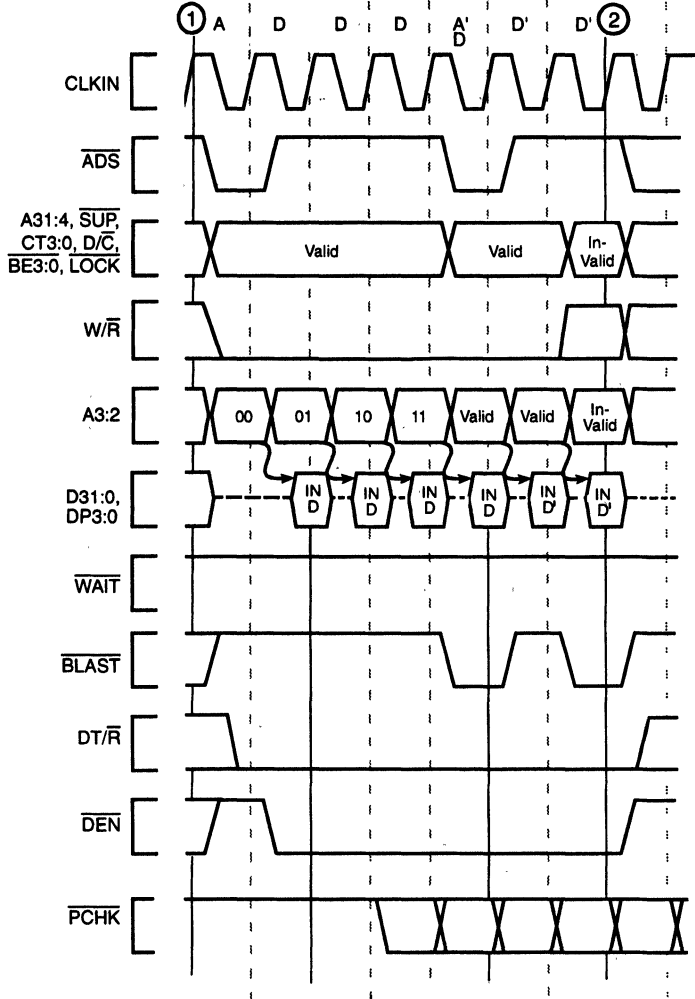 1 A D D D A' D' D' 2
D
CLKIN
ADS
A31:4, SUP,
CT3:0, D/C,
BE3:0, LOCK
Valid Valid In-
Valid
W/R
A3:2
00 01 10 11 Valid Valid In-
Valid
D31:0,
DP3:0
IN IN IN IN IN IN
D D D D D' D'
WAIT
BLAST
DT/R
DEN
PCHK